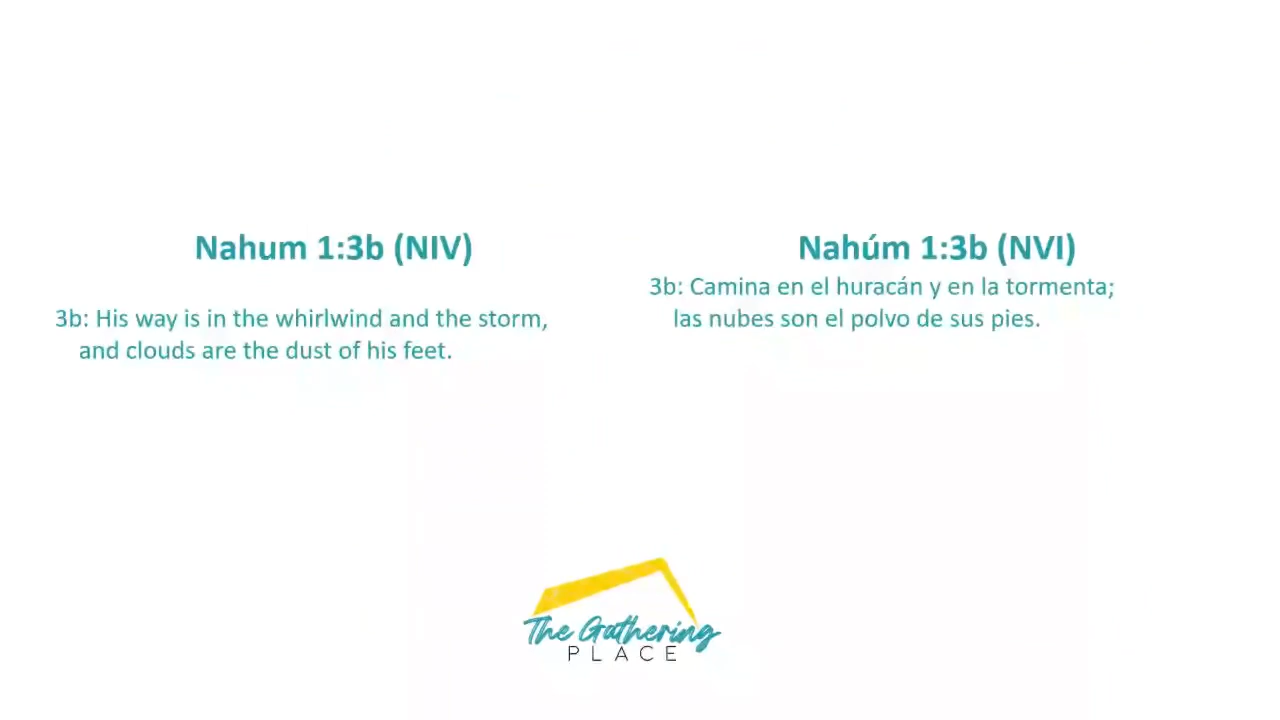 Nahum 1:3b (NIV)
3b: His way is in the whirlwind and the storm,
and clouds are the dust of his feet.
Nahúm 1:3b (NVI)
3b: Camina en el huracán y en la tormenta;
las nubes son el polvo de sus pies.
The Gathering
PLACE